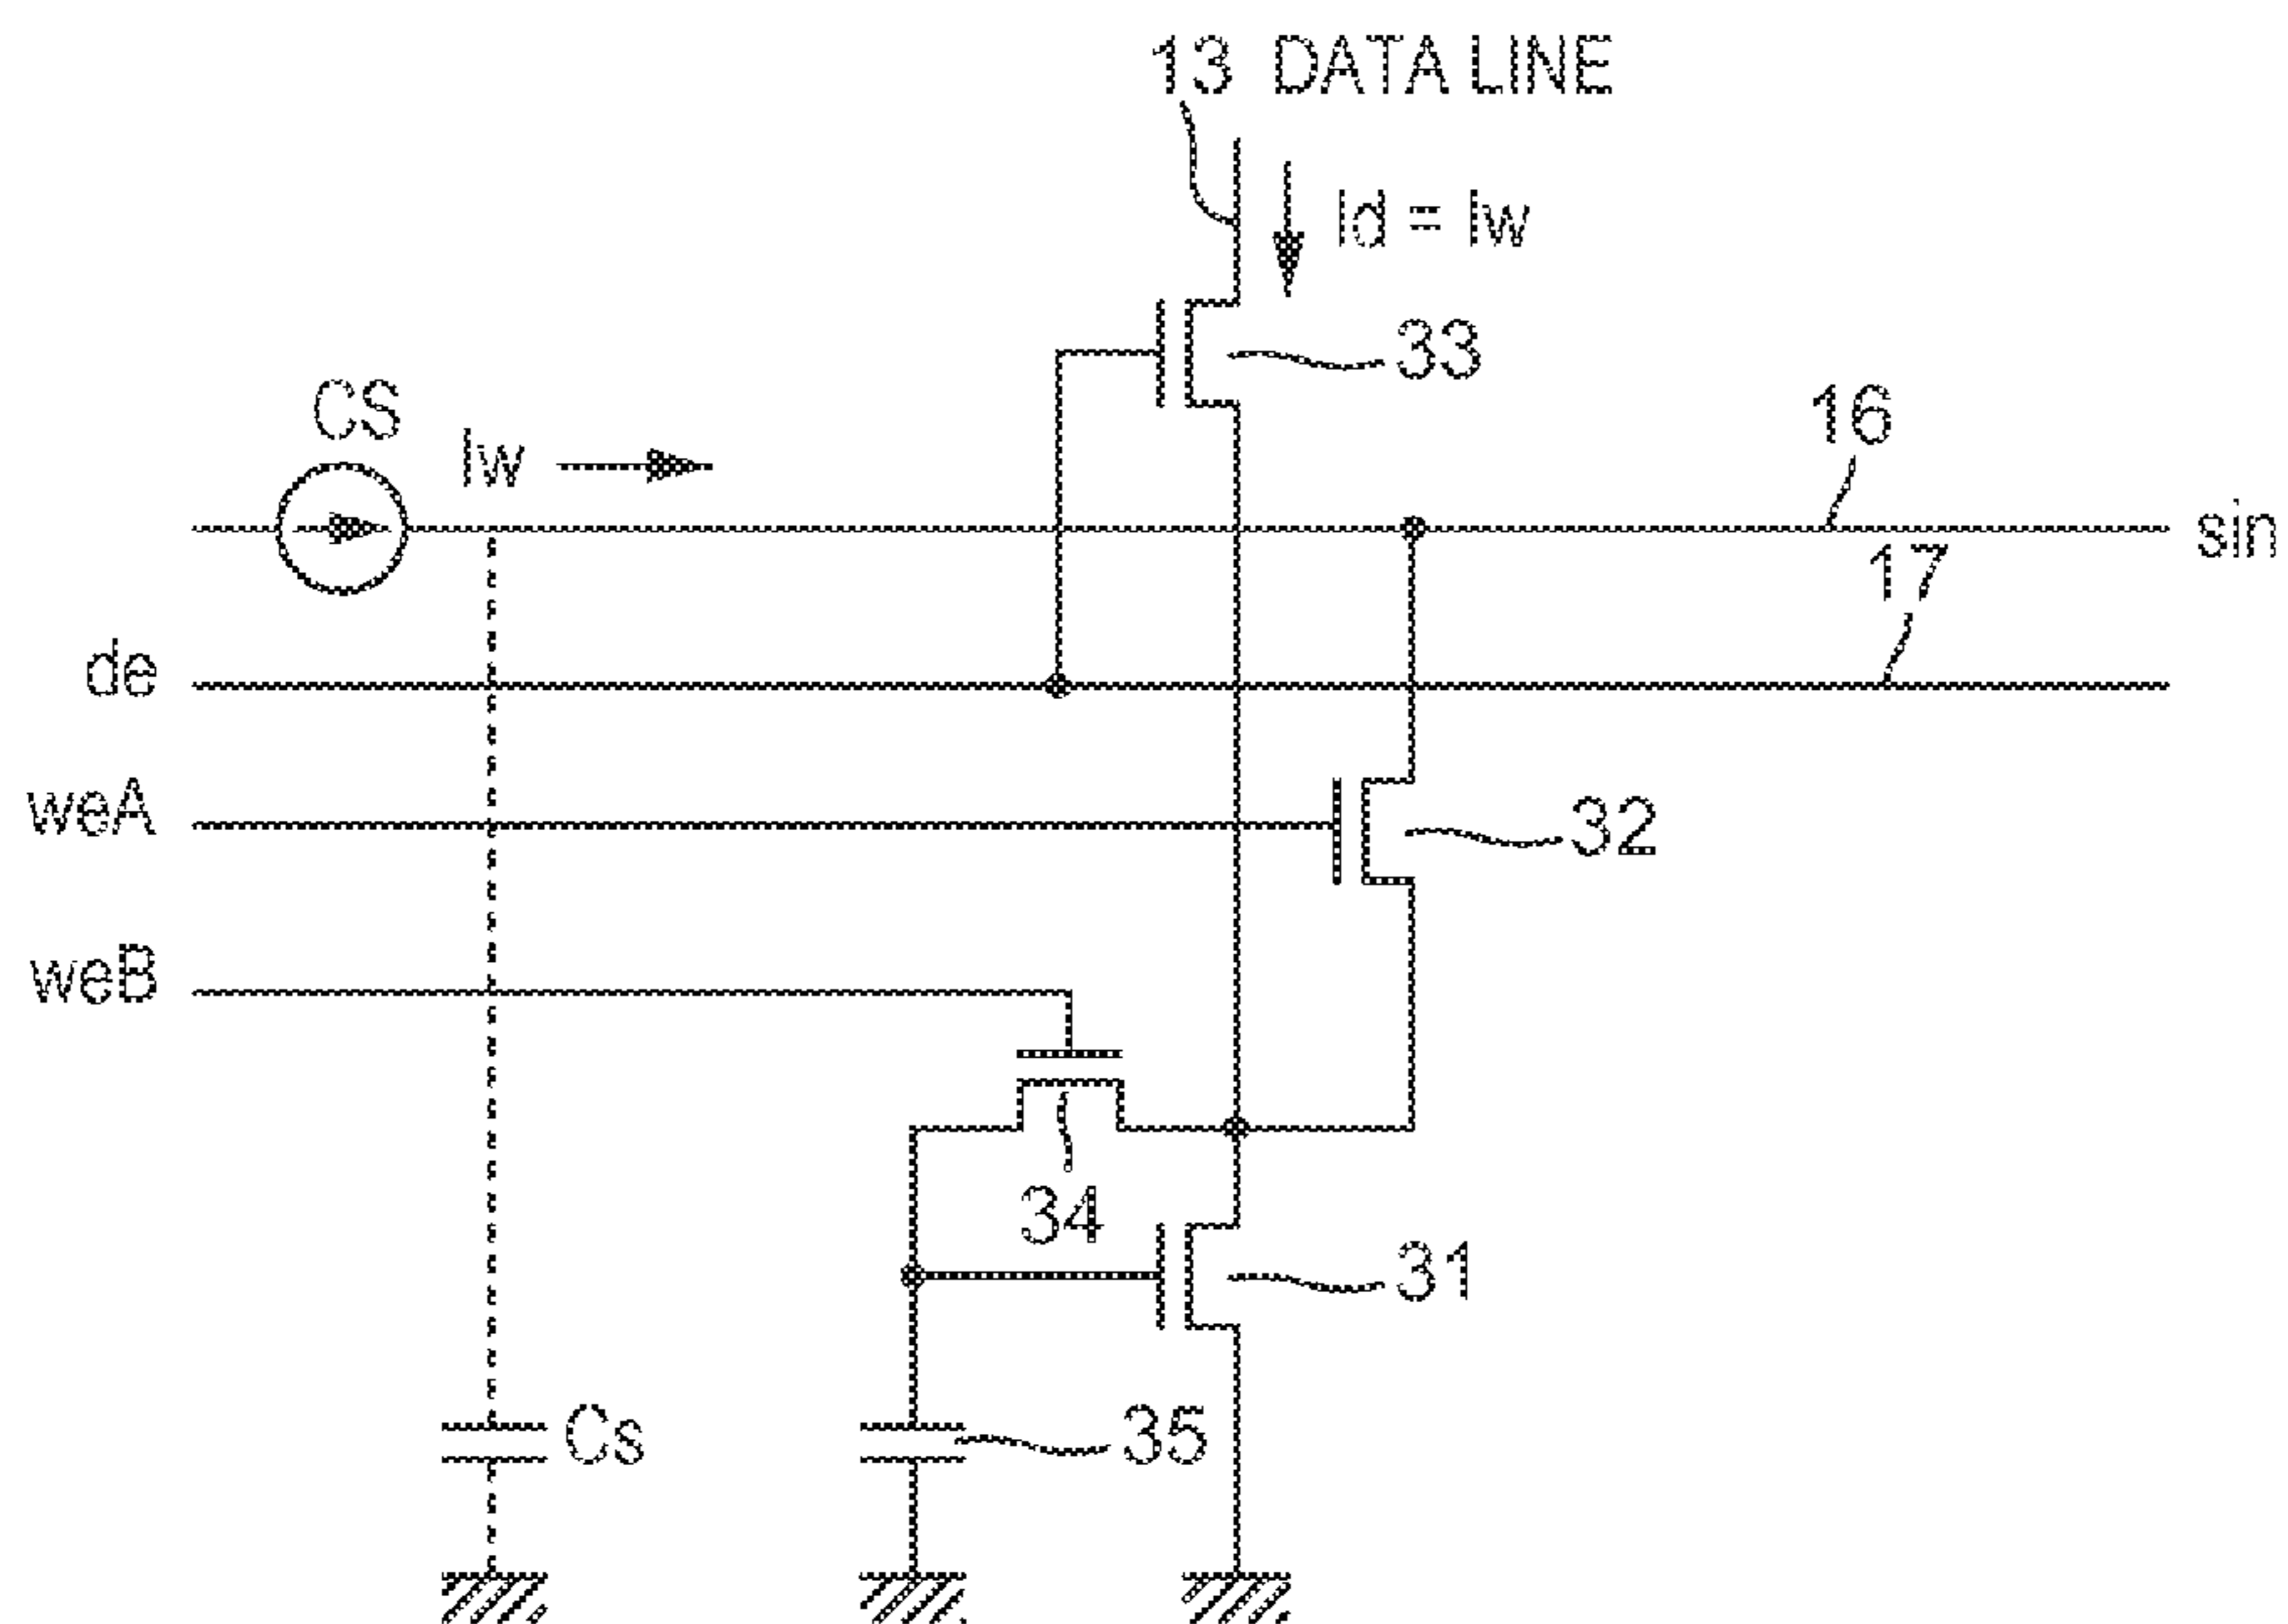 13 DATA LINE
Id = Iw
33
CS
Iw
16
sin
17
de
weA
32
weB
34
31
Cs
35